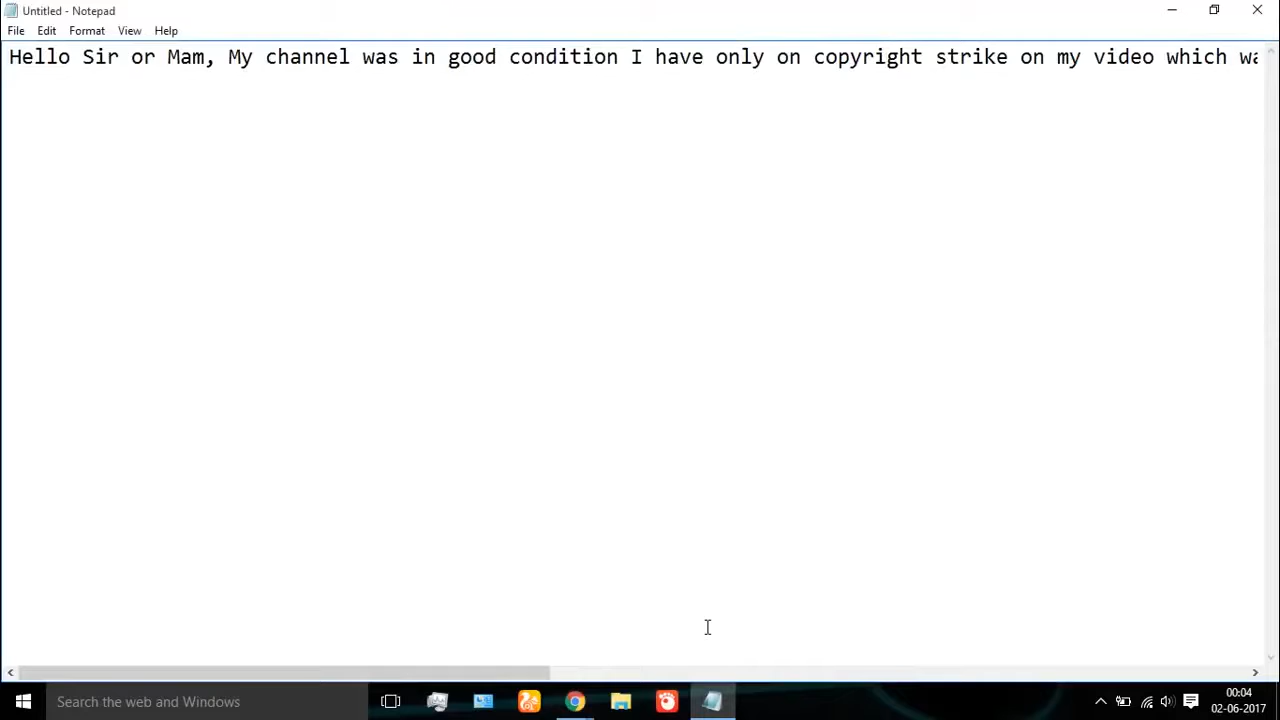 Untitled - Notepad
File Edit Format View Help
Hello Sir or Mam, My channel was in good condition I have only on copyright strike on my video which
Search the web and Windows
00:04
02-06-2017